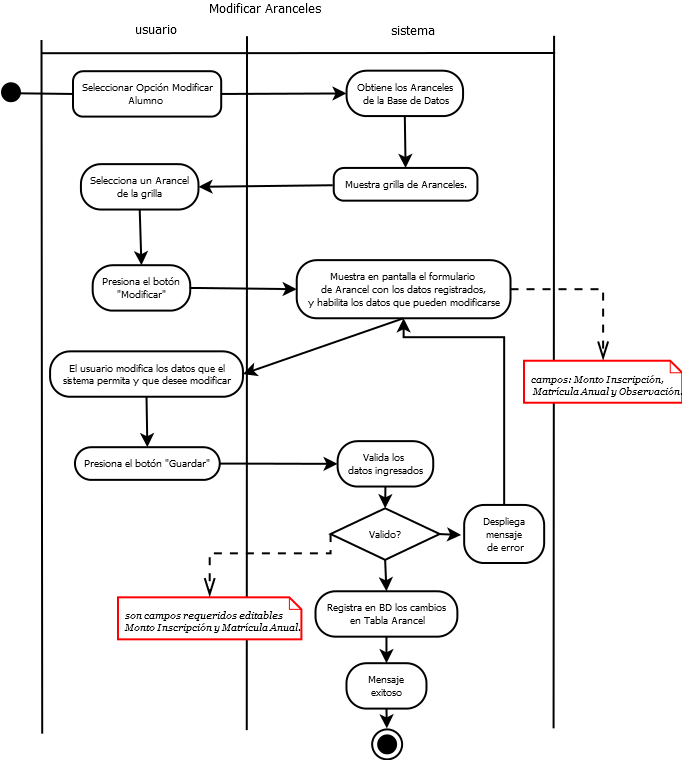 Modificar Aranceles
usuario
sistema
Seleccionar Opción Modificar
Alumno
Obtiene los Aranceles
de la Base de Datos
Selecciona un Arancel
de la grilla
Muestra grilla de Aranceles.
Presiona el botón
"Modificar"
Muestra en pantalla el formulario
de Arancel con los datos registrados,
y habilita los datos que pueden modificarse
El usuario modifica los datos que el
sistema permita y que desee modificar
campos: Monto Inscripción,
Matrícula Anual y Observación.
Presiona el botón "Guardar"
Valida los
datos ingresados
Valido?
Despliega
mensaje
de error
son campos requeridos editables
Monto Inscripción y Matrícula Anual.
Registra en BD los cambios
en Tabla Arancel
Mensaje
exitoso